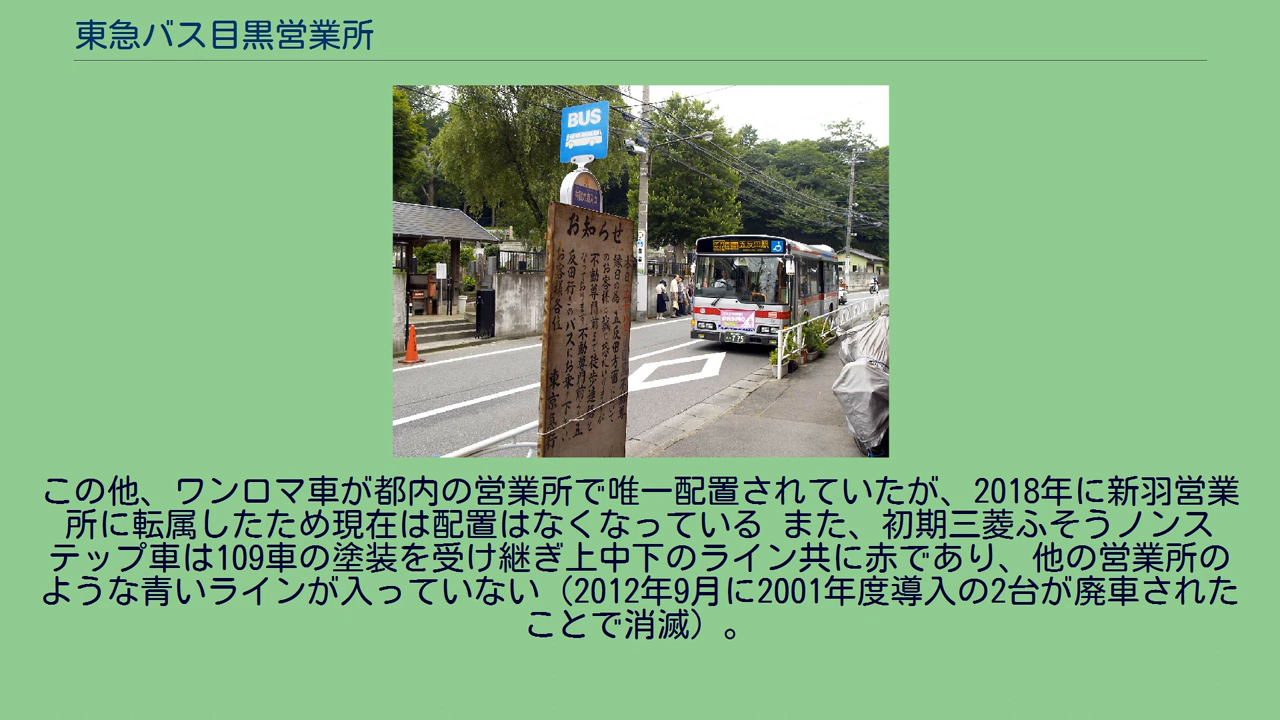 東急バス目黒営業所
BUS
お知らせ
五反田駅
東京急行
この他、ワンロマ車が都内の営業所で唯一配置されていたが、2018年に新羽営業
所に転属したため現在は配置はなくなっている また、初期三菱ふそうノンス
テップ車は109車の塗装を受け継ぎ上中下のライン共に赤であり、他の営業所の
ような青いラインが入っていない（2012年9月に2001年度導入の2台が廃車された
ことで消滅）。